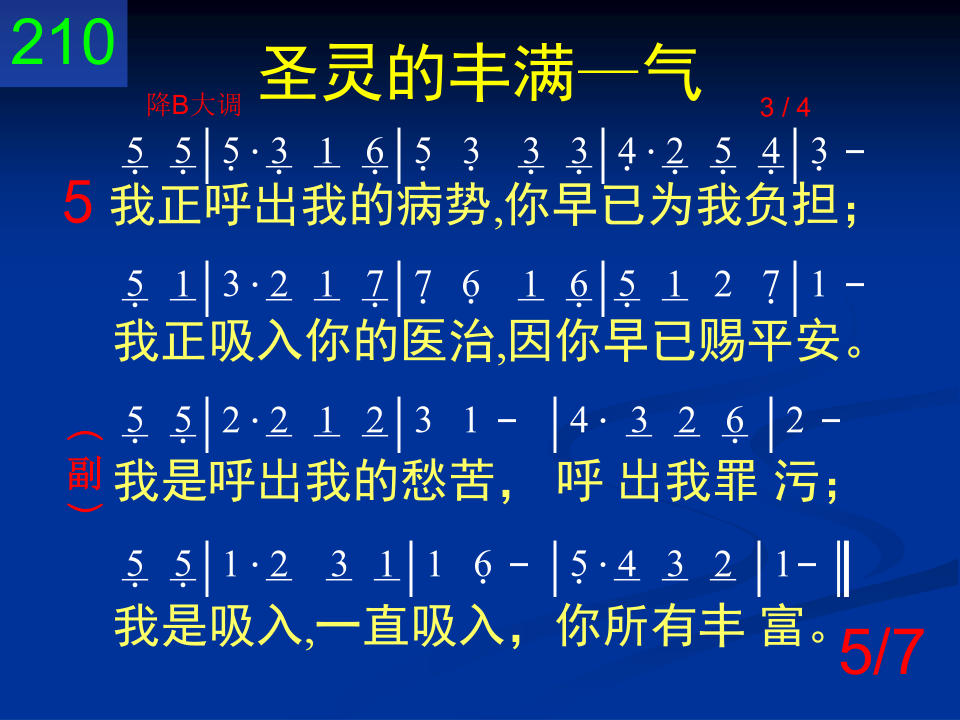 210
圣灵的丰满—气
降B大调 3 / 4
5 5 | 5 · 3 1 6 | 5 3 3 3 | 4 · 2 5 4 | 3 -
5 我正呼出我的病势,你早已为我负担；
5 1 | 3 · 2 1 7 | 7 6 1 6 | 5 1 2 7 | 1 -
我正吸入你的医治,因你早已赐平安。
5 5 | 2 · 2 1 2 | 3 1 - | 4 · 3 2 6 | 2 -
（副） 我是呼出我的愁苦， 呼 出我罪 污；
5 5 | 1 · 2 3 1 | 1 6 - | 5 · 4 3 2 | 1 - ‖
我是吸入,一直吸入，你所有丰 富。
5/7